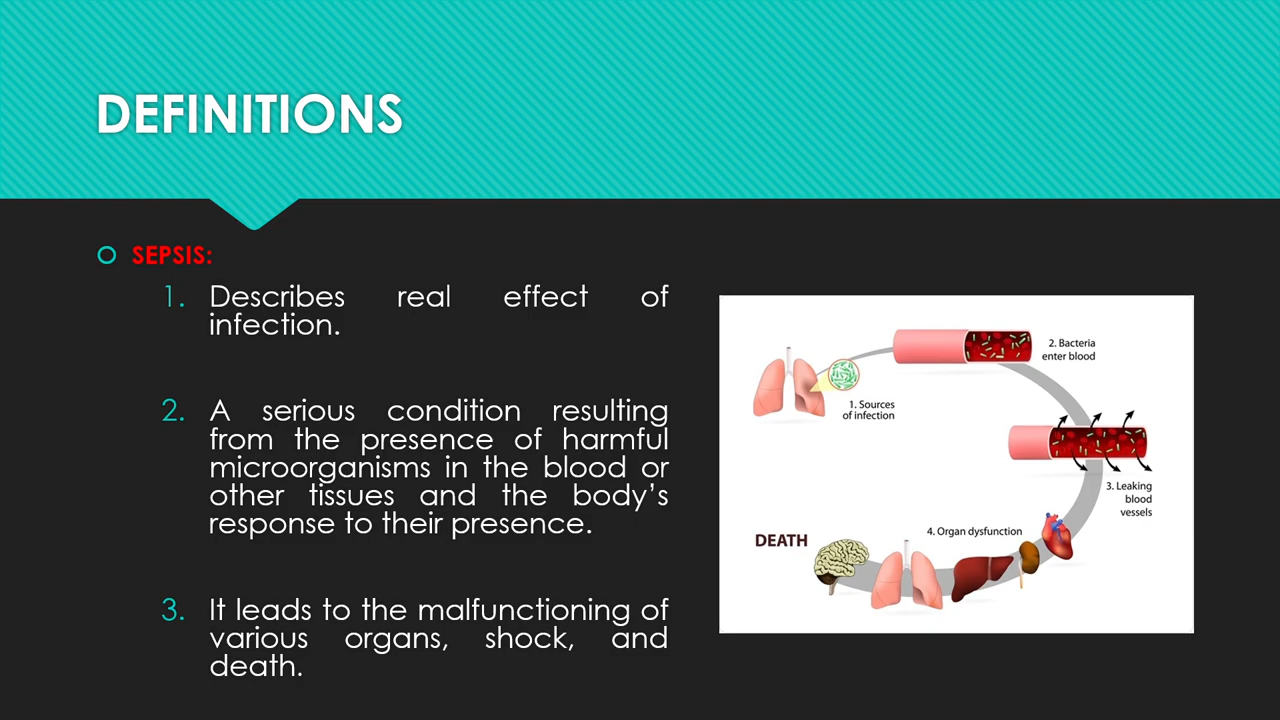 DEFINITIONS
SEPSIS:
1. Describes real effect of
infection.
2. A serious condition resulting
from the presence of harmful
microorganisms in the blood or
other tissues and the body’s
response to their presence.
3. It leads to the malfunctioning of
various organs, shock, and
death.
1. Sources
of infection
2. Bacteria
enter blood
3. Leaking
blood
vessels
4. Organ dysfunction
DEATH